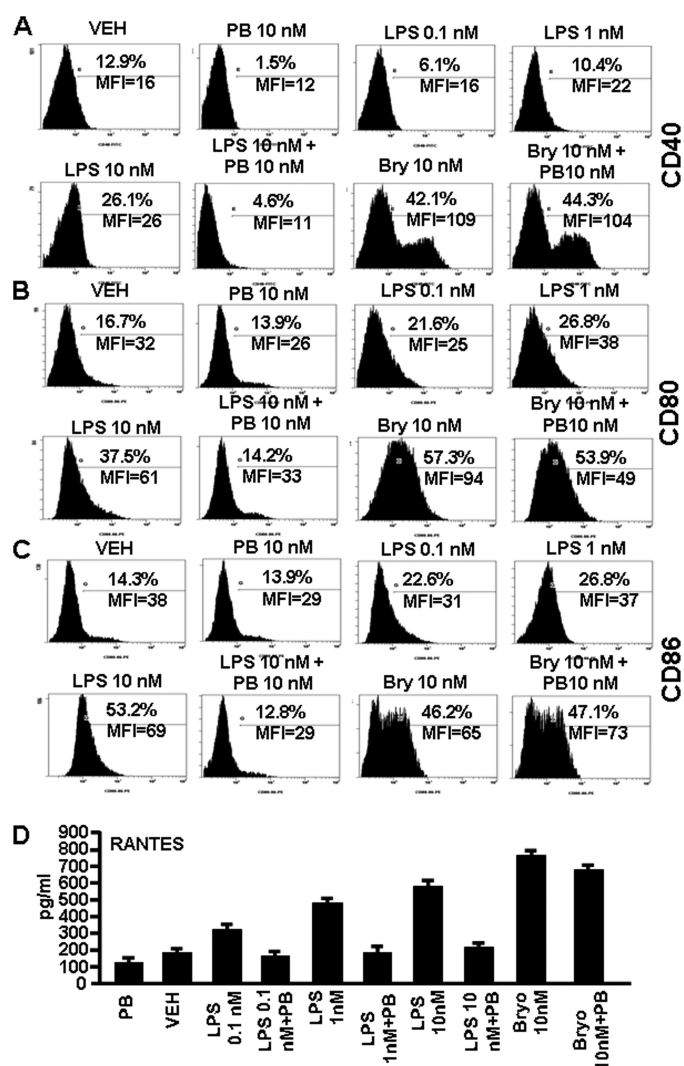 A
VEH
12.9%
MFI=16
PB 10 nM
1.5%
MFI=12
LPS 0.1 nM
6.1%
MFI=16
LPS 1 nM
10.4%
MFI=22
CD40
CD40-FITC
LPS 10 nM
26.1%
MFI=26
LPS 10 nM +
PB 10 nM
4.6%
MFI=11
Bry 10 nM
42.1%
MFI=109
Bry 10 nM +
PB10 nM
44.3%
MFI=104
B
VEH
16.7%
MFI=32
PB 10 nM
13.9%
MFI=26
LPS 0.1 nM
21.6%
MFI=25
LPS 1 nM
26.8%
MFI=38
CD80
LPS 10 nM
37.5%
MFI=61
LPS 10 nM +
PB 10 nM
14.2%
MFI=33
Bry 10 nM
57.3%
MFI=94
Bry 10 nM +
PB10 nM
53.9%
MFI=49
C
VEH
14.3%
MFI=38
PB 10 nM
13.9%
MFI=29
LPS 0.1 nM
22.6%
MFI=31
LPS 1 nM
26.8%
MFI=37
CD86
LPS 10 nM
53.2%
MFI=69
LPS 10 nM +
PB 10 nM
12.8%
MFI=29
Bry 10 nM
46.2%
MFI=65
Bry 10 nM +
PB10 nM
47.1%
MFI=73
D
RANTES
pg/ml
900
800
700
600
500
400
300
200
100
0
PB
VEH
LPS
0.1 nM
LPS 0.1
nM+PB
LPS
1nM
LPS
1nM+PB
LPS
10nM
LPS 10
nM+PB
Bryo
10nM
Bryo
10nM+PB